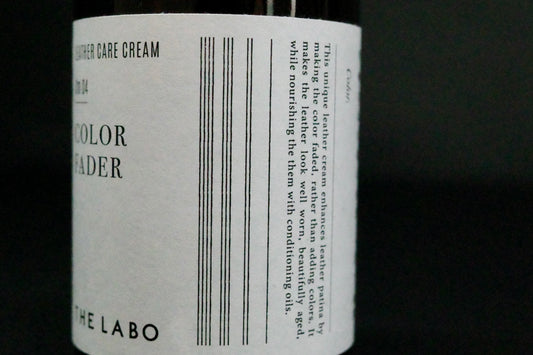 LEATHER CARE CREAM
04
COLOR
FADER
THE LABO
This unique leather cream enhances leather patina by
making the color faded, rather than adding colors. It
makes the leather look well worn, beautifully aged,
while nourishing the them with conditioning oils.
Color